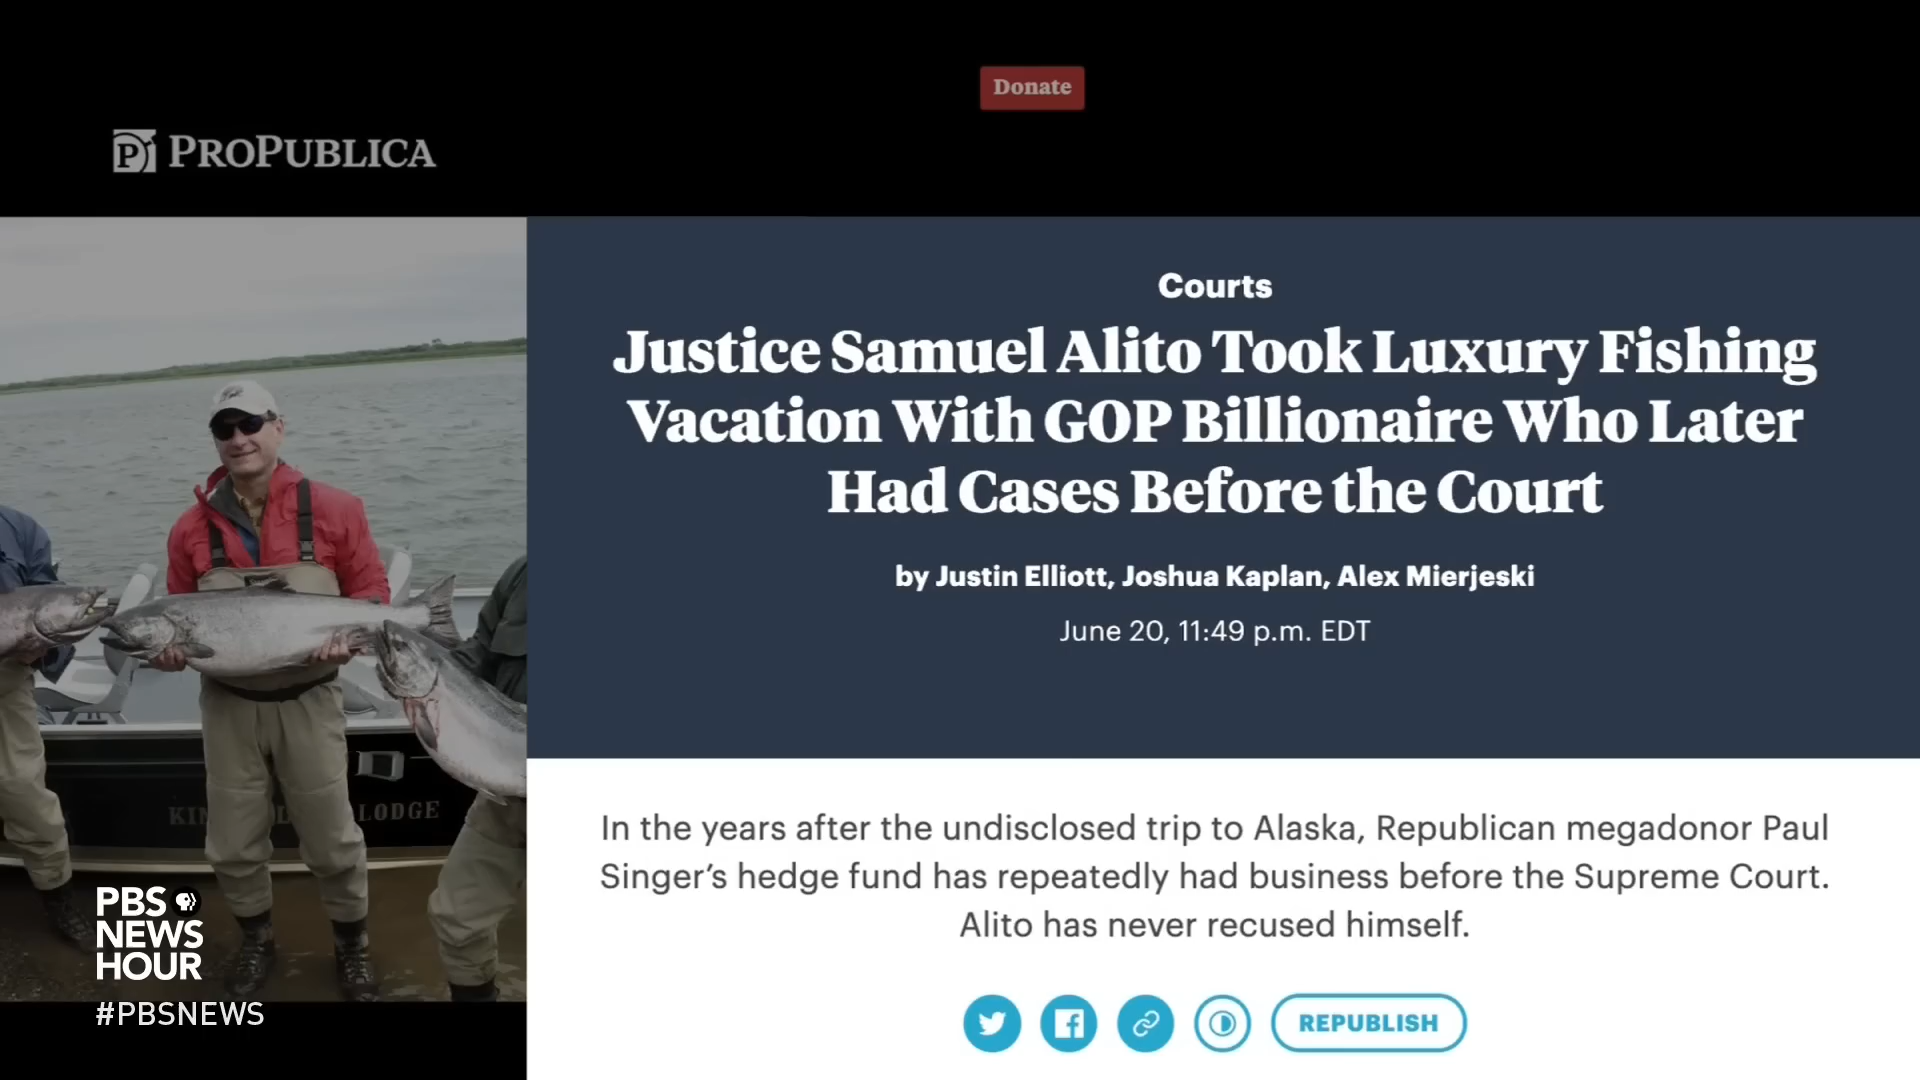 Donate
PROPUBLICA
Courts
Justice Samuel Alito Took Luxury Fishing
Vacation With GOP Billionaire Who Later
Had Cases Before the Court
by Justin Elliott, Joshua Kaplan, Alex Mierjeski
June 20, 11:49 p.m. EDT
In the years after the undisclosed trip to Alaska, Republican megadonor Paul
Singer’s hedge fund has repeatedly had business before the Supreme Court.
Alito has never recused himself.
REPUBLISH
LODGE
PBS
NEWS
HOUR
#PBSNEWS